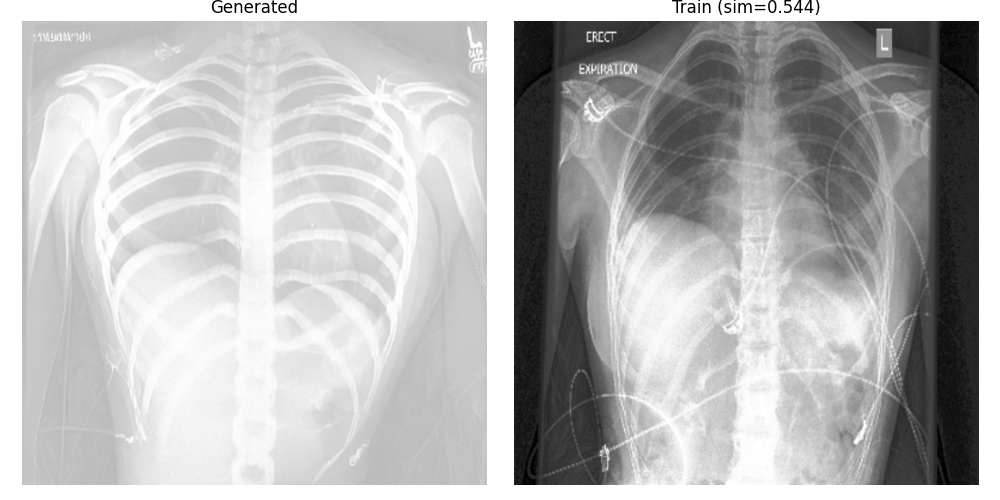 Generated
Train (sim=0.544)
ERECT
L
EXPIRATION
L